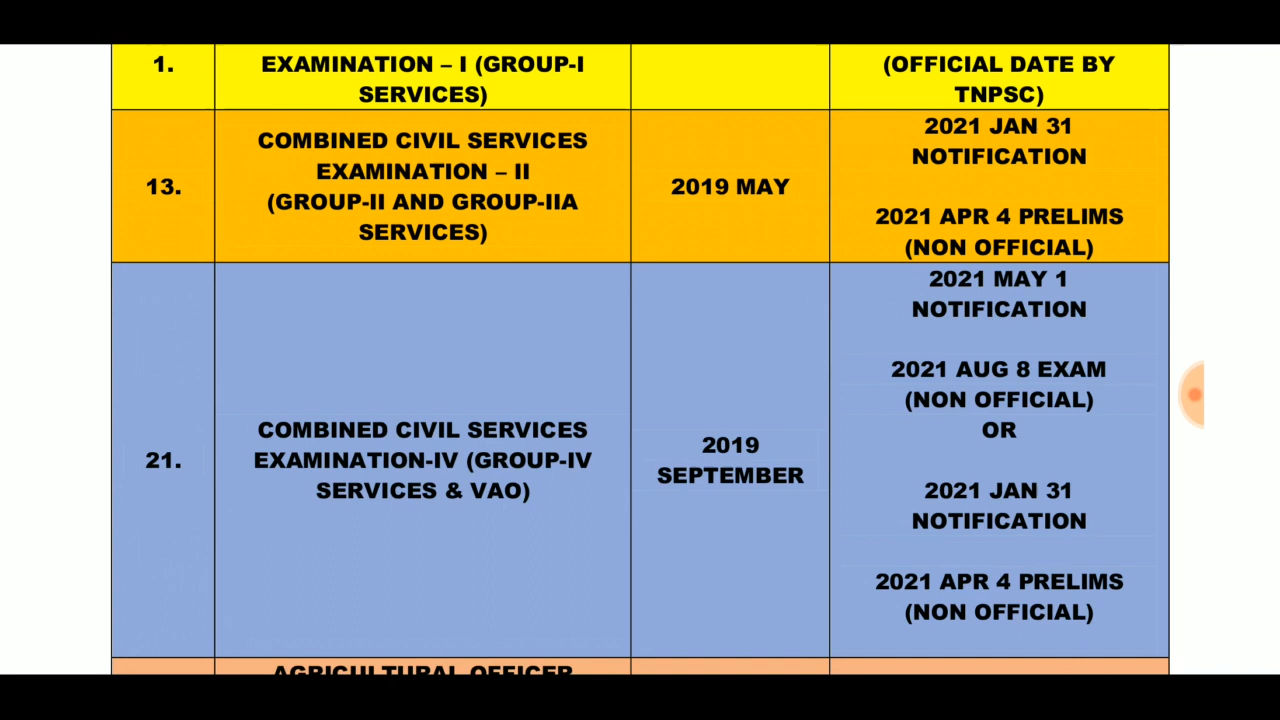 1.
EXAMINATION – I (GROUP-I
SERVICES)
(OFFICIAL DATE BY
TNPSC)
13.
COMBINED CIVIL SERVICES
EXAMINATION – II
(GROUP-II AND GROUP-IIA
SERVICES)
2019 MAY
2021 JAN 31
NOTIFICATION
2021 APR 4 PRELIMS
(NON OFFICIAL)
21.
COMBINED CIVIL SERVICES
EXAMINATION-IV (GROUP-IV
SERVICES & VAO)
2019
SEPTEMBER
2021 MAY 1
NOTIFICATION
2021 AUG 8 EXAM
(NON OFFICIAL)
OR
2021 JAN 31
NOTIFICATION
2021 APR 4 PRELIMS
(NON OFFICIAL)
AGRICULTURAL OFFICER